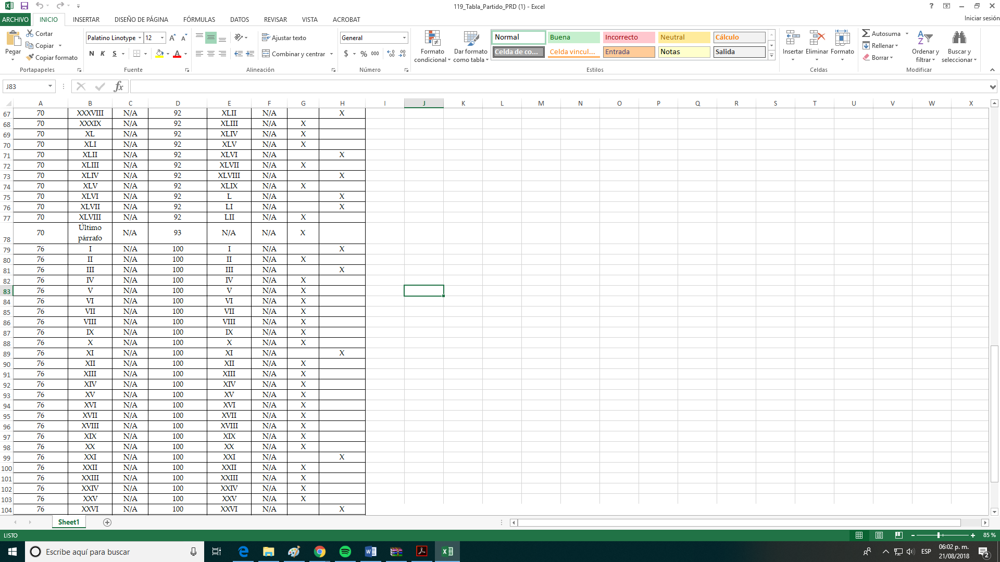 119_Tabla_Partido_PRD (1) - Excel
ARCHIVO INICIO INSERTAR DISEÑO DE PÁGINA FÓRMULAS DATOS REVISAR VISTA ACROBAT Iniciar sesión
Pegar
Cortar
Copiar
Copiar formato
Portapapeles
Palatino Linotype 12
N K S
Fuente
Ajustar texto
Combinar y centrar
Alineación
General
$ % 000
Número
Formato condicional
Dar formato como tabla
Normal Buena Incorrecto Neutral Cálculo
Celda de co... Celda vincul... Entrada Notas Salida
Estilos
Insertar Eliminar Formato
Celdas
Autosuma
Rellenar
Borrar
Ordenar y filtrar
Buscar y seleccionar
Modificar
J83
fx
A B C D E F G H I J K L M N O P Q R S T U V W X
67 70 XXXVIII N/A 92 XLII N/A X
68 70 XXXIX N/A 92 XLIII N/A X
69 70 XL N/A 92 XLIV N/A X
70 70 XLI N/A 92 XLV N/A X
71 70 XLII N/A 92 XLVI N/A X
72 70 XLIII N/A 92 XLVII N/A X
73 70 XLIV N/A 92 XLVIII N/A X
74 70 XLV N/A 92 XLIX N/A X
75 70 XLVI N/A 92 L N/A X
76 70 XLVII N/A 92 LI N/A X
77 70 XLVIII N/A 92 LII N/A X
78 70 Último párrafo N/A 93 N/A N/A X
79 76 I N/A 100 I N/A X
80 76 II N/A 100 II N/A X
81 76 III N/A 100 III N/A X
82 76 IV N/A 100 IV N/A X
83 76 V N/A 100 V N/A X
84 76 VI N/A 100 VI N/A X
85 76 VII N/A 100 VII N/A X
86 76 VIII N/A 100 VIII N/A X
87 76 IX N/A 100 IX N/A X
88 76 X N/A 100 X N/A X
89 76 XI N/A 100 XI N/A X
90 76 XII N/A 100 XII N/A X
91 76 XIII N/A 100 XIII N/A X
92 76 XIV N/A 100 XIV N/A X
93 76 XV N/A 100 XV N/A X
94 76 XVI N/A 100 XVI N/A X
95 76 XVII N/A 100 XVII N/A X
96 76 XVIII N/A 100 XVIII N/A X
97 76 XIX N/A 100 XIX N/A X
98 76 XX N/A 100 XX N/A X
99 76 XXI N/A 100 XXI N/A X
100 76 XXII N/A 100 XXII N/A X
101 76 XXIII N/A 100 XXIII N/A X
102 76 XXIV N/A 100 XXIV N/A X
103 76 XXV N/A 100 XXV N/A X
104 76 XXVI N/A 100 XXVI N/A X
Sheet1
LISTO 85 %
Escribe aquí para buscar
ESP
06:02 p. m.
21/08/2018
2